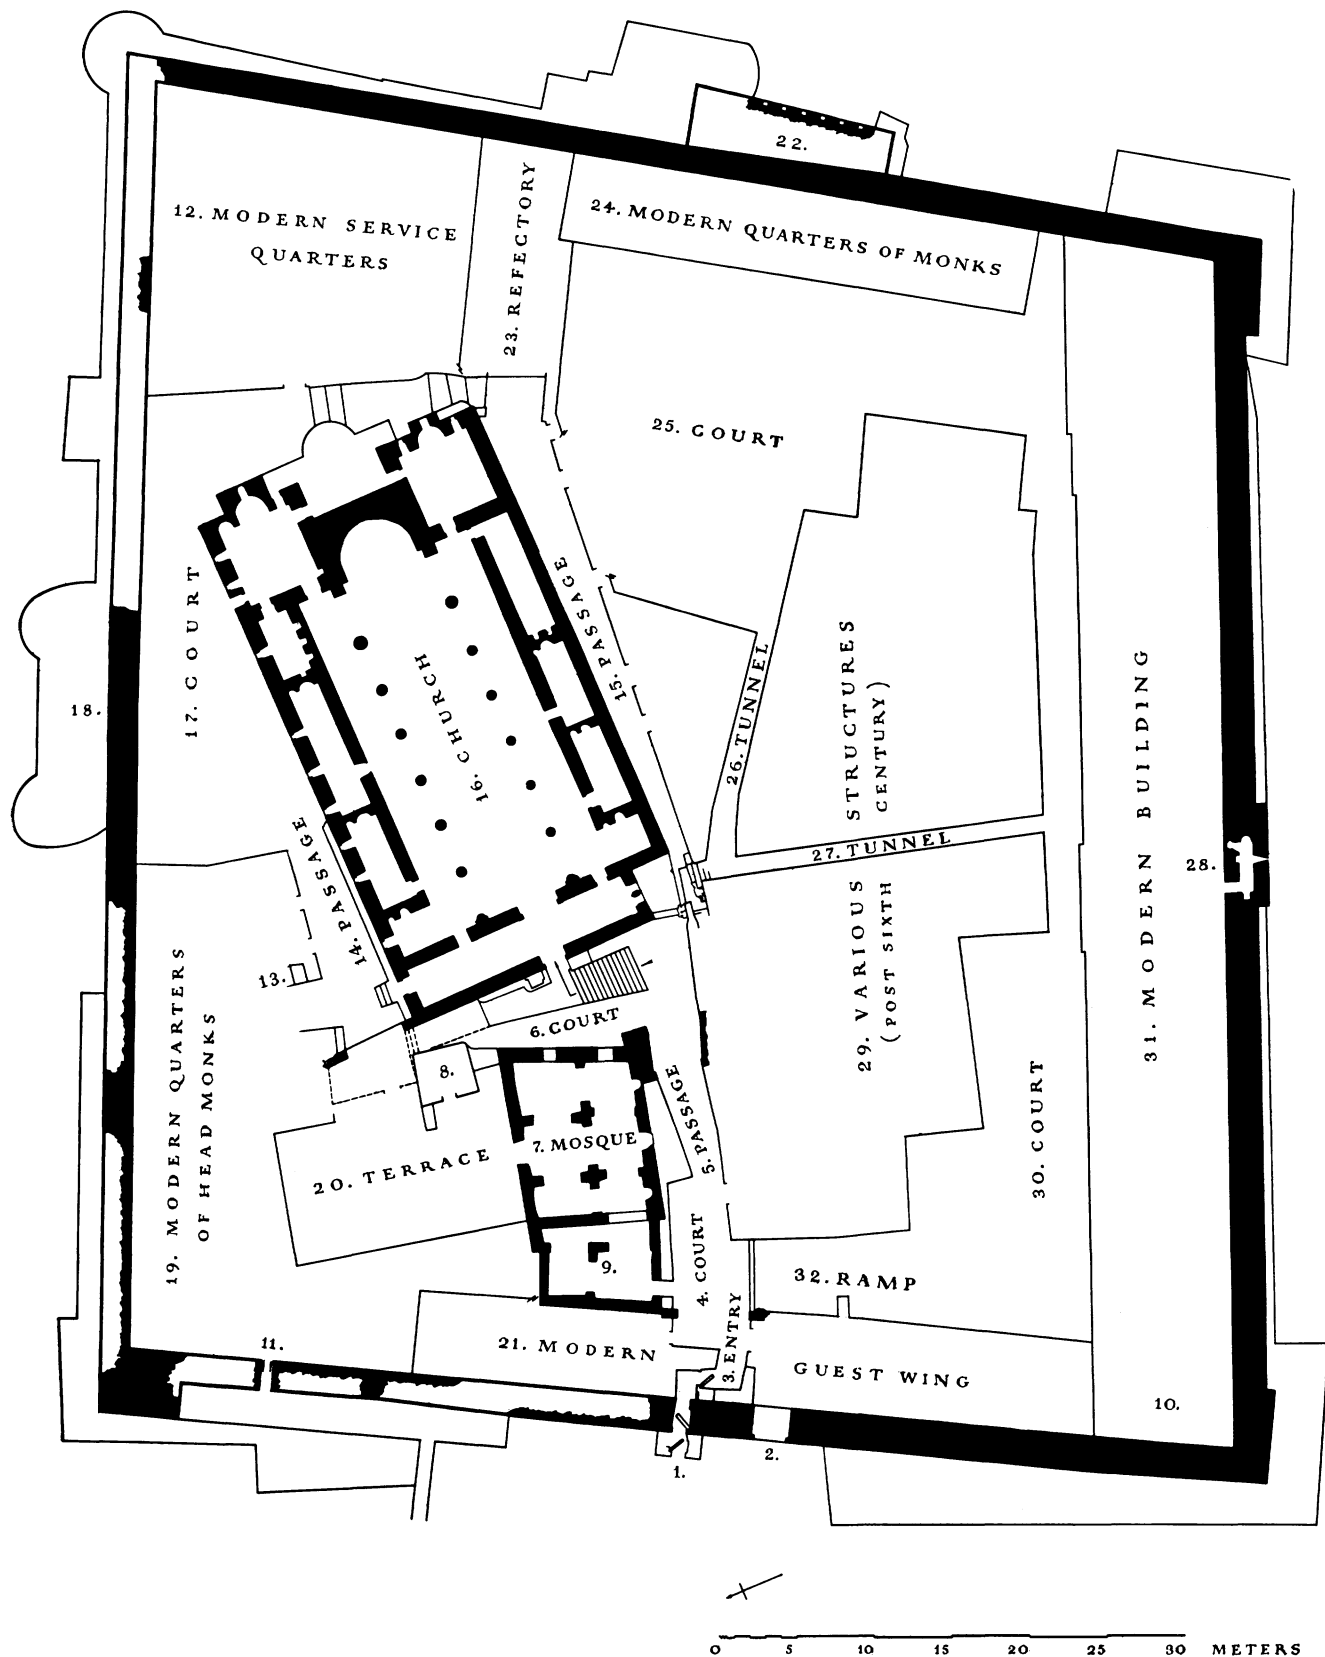 22.
12. MODERN SERVICE
QUARTERS
23. REFECTORY
24. MODERN QUARTERS OF MONKS
25. COURT
17. COURT
18.
16. CHURCH
15. PASSAGE
14. PASSAGE
26. TUNNEL
27. TUNNEL
29. VARIOUS STRUCTURES
(POST SIXTH CENTURY)
28.
31. MODERN BUILDING
13.
6. COURT
8.
7. MOSQUE
5. PASSAGE
19. MODERN QUARTERS
OF HEAD MONKS
20. TERRACE
9.
4. COURT
30. COURT
32. RAMP
3. ENTRY
11.
21. MODERN GUEST WING
10.
1.
2.
0 5 10 15 20 25 30 METERS